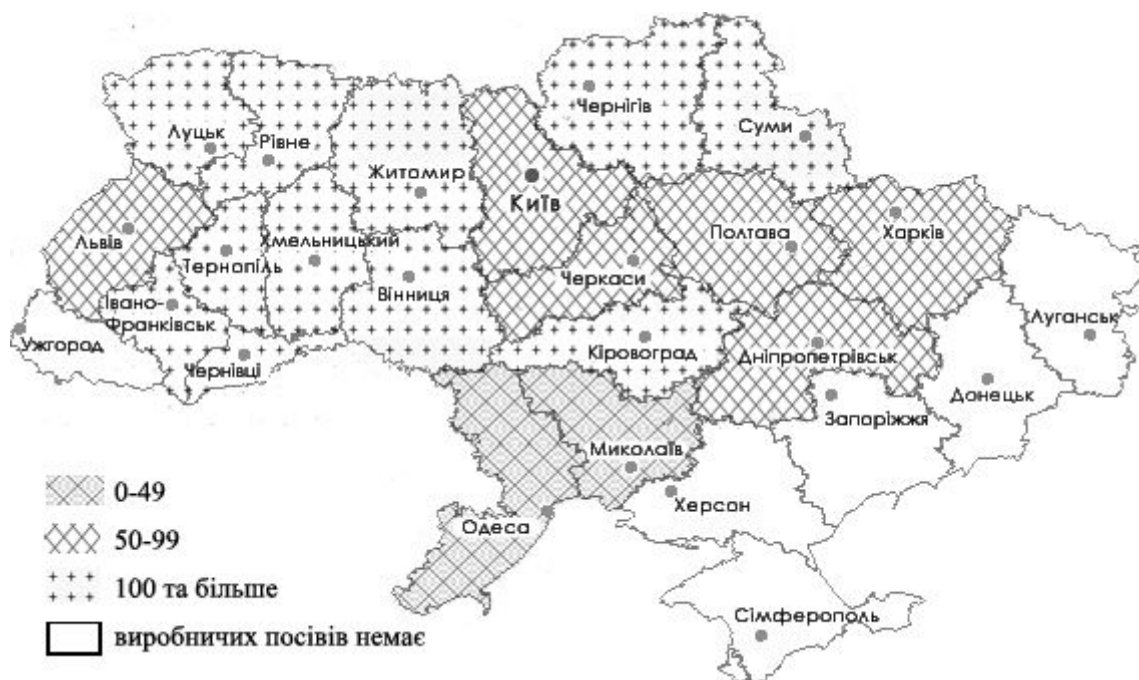 Чернігів
Суми
Луцьк
Рівне
Житомир
Київ
Львів
Тернопіль
Хмельницький
Вінниця
Черкаси
Полтава
Харків
Івано-
Франківськ
Ужгород
Чернівці
Кіровоград
Дніпропетрівськ
Луганськ
Донецьк
Запоріжжя
Миколаїв
Херсон
Одеса
Сімферополь
0-49
50-99
100 та більше
виробничих посівів немає